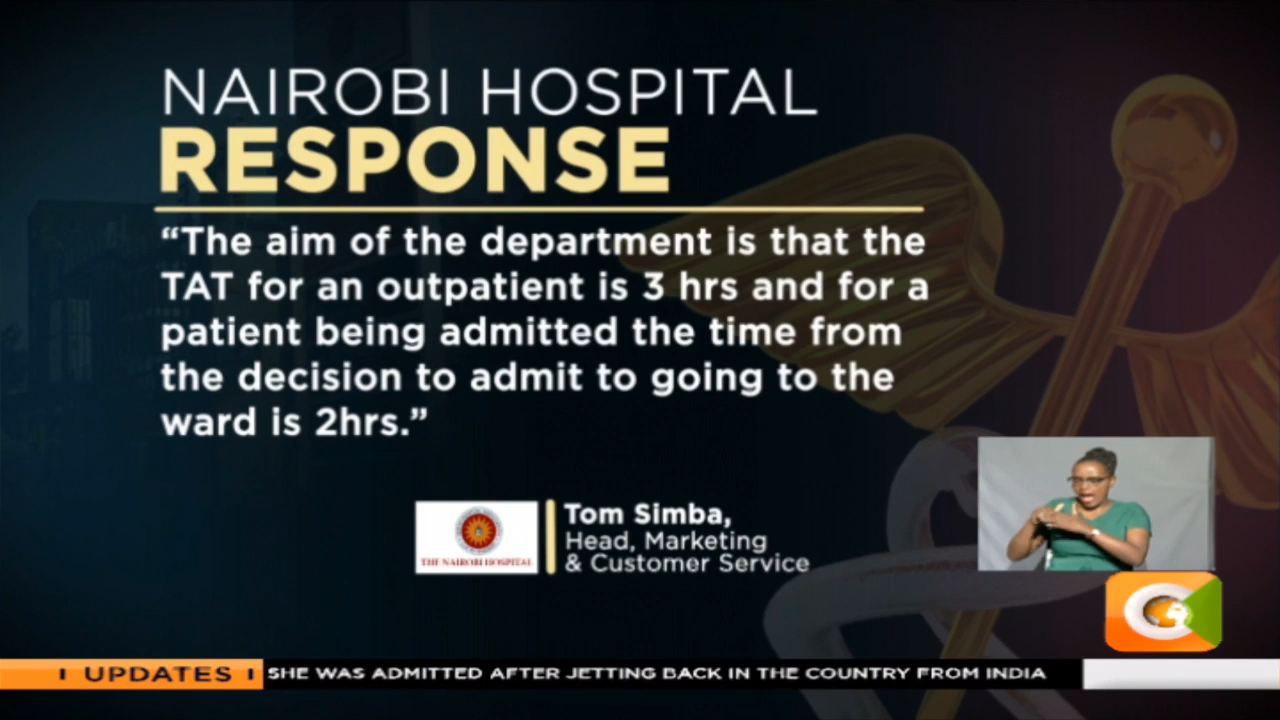 NAIROBI HOSPITAL
RESPONSE
“The aim of the department is that the
TAT for an outpatient is 3 hrs and for a
patient being admitted the time from
the decision to admit to going to the
ward is 2hrs.”
THE NAIROBI HOSPITAL
Tom Simba,
Head, Marketing
& Customer Service
UPDATES
SHE WAS ADMITTED AFTER JETTING BACK IN THE COUNTRY FROM INDIA